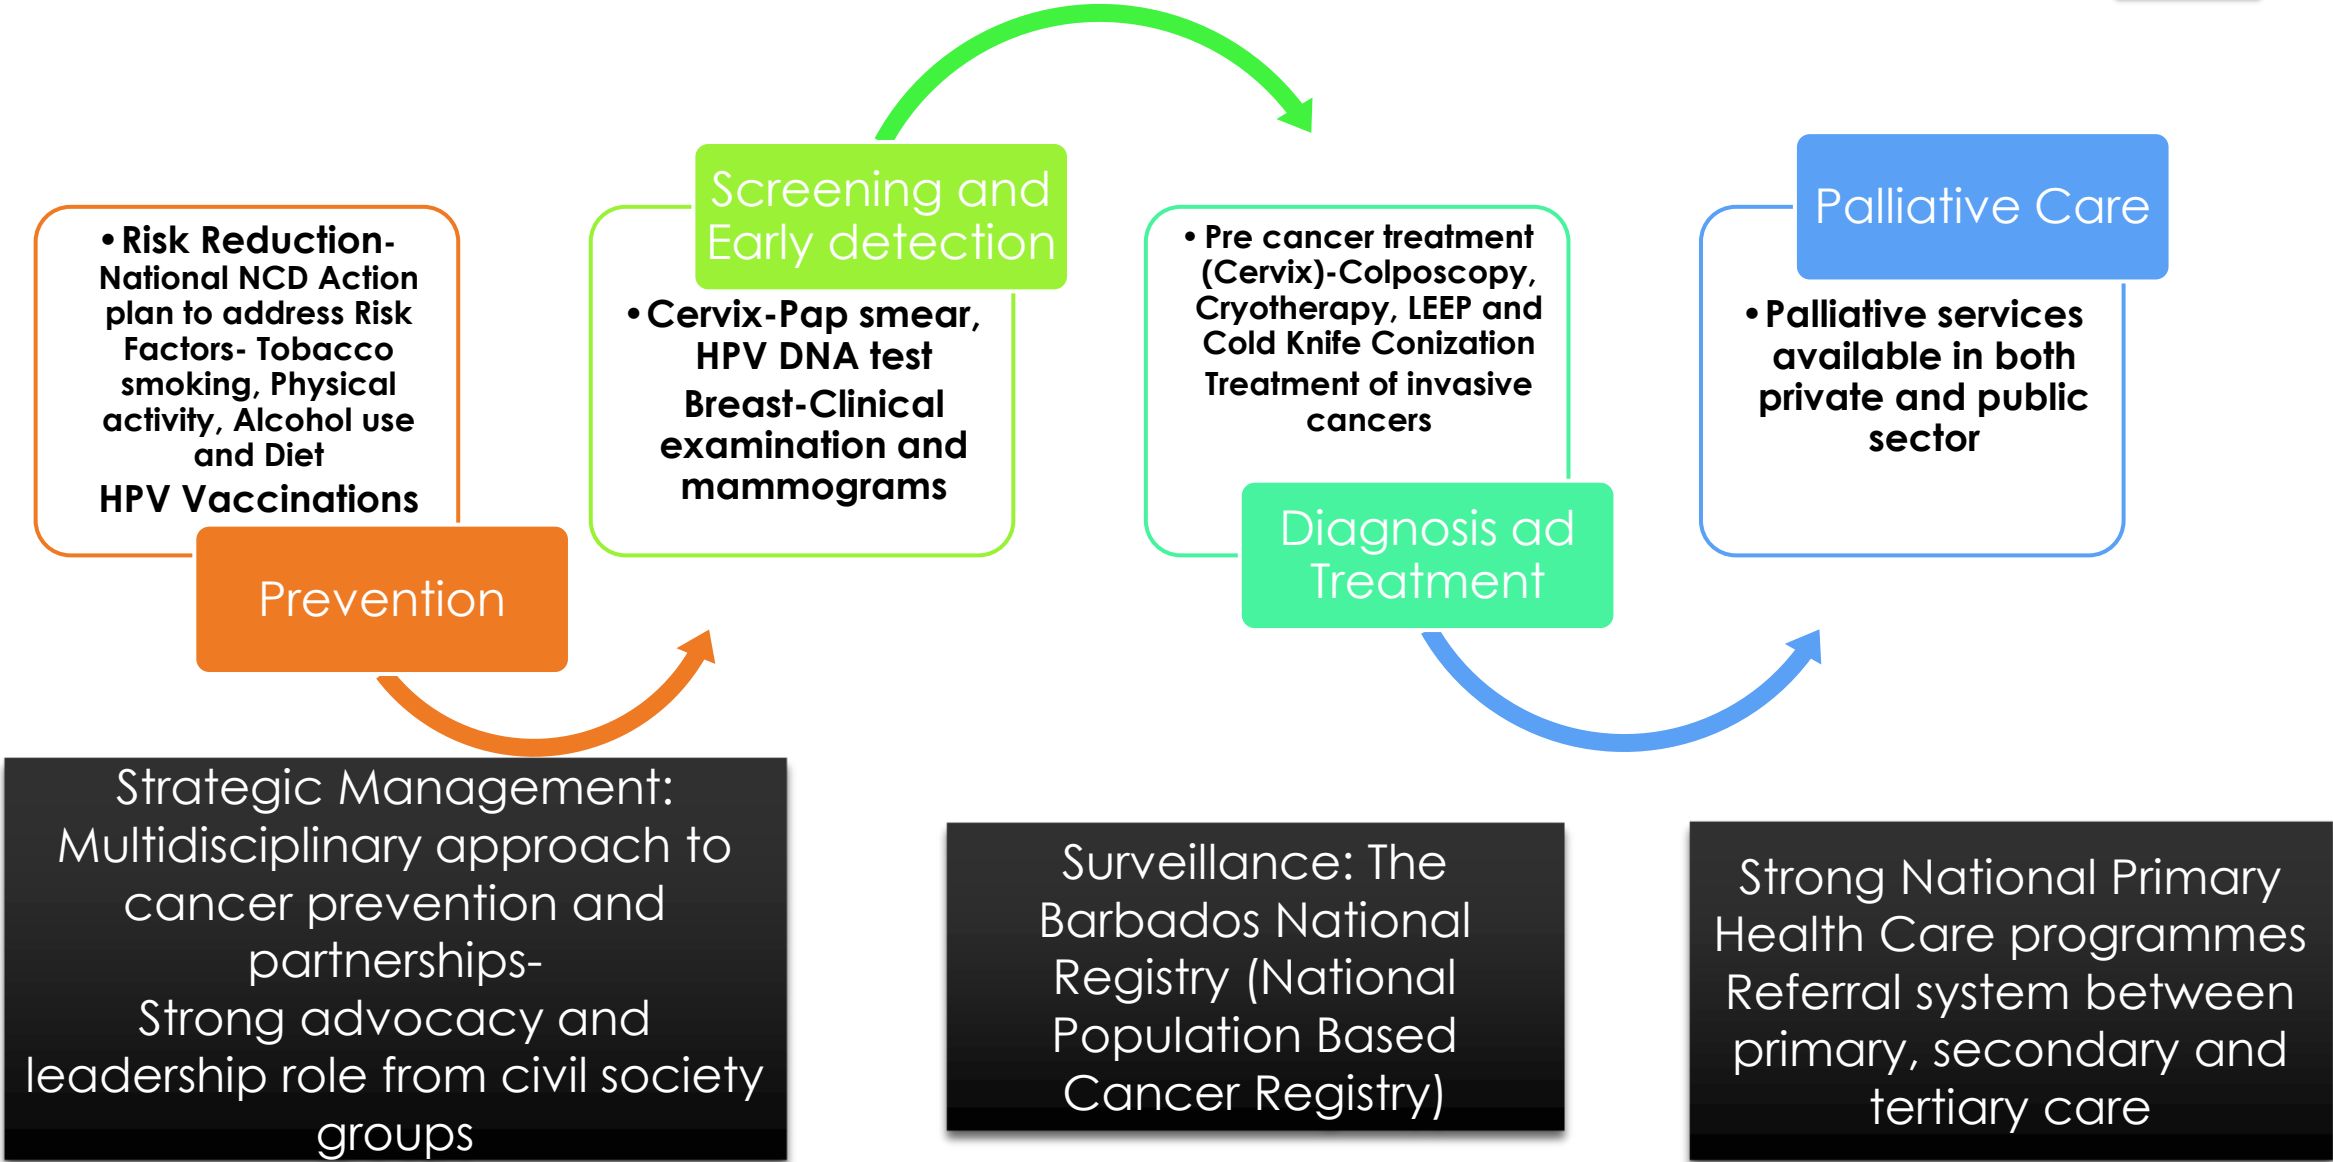 •Risk Reduction-
National NCD Action
plan to address Risk
Factors- Tobacco
smoking, Physical
activity, Alcohol use
and Diet
HPV Vaccinations
Prevention
Screening and
Early detection
•Cervix-Pap smear,
HPV DNA test
Breast-Clinical
examination and
mammograms
• Pre cancer treatment
(Cervix)-Colposcopy,
Cryotherapy, LEEP and
Cold Knife Conization
Treatment of invasive
cancers
Diagnosis ad
Treatment
Palliative Care
•Palliative services
available in both
private and public
sector
Strategic Management:
Multidisciplinary approach to
cancer prevention and
partnerships-
Strong advocacy and
leadership role from civil society
groups
Surveillance: The
Barbados National
Registry (National
Population Based
Cancer Registry)
Strong National Primary
Health Care programmes
Referral system between
primary, secondary and
tertiary care